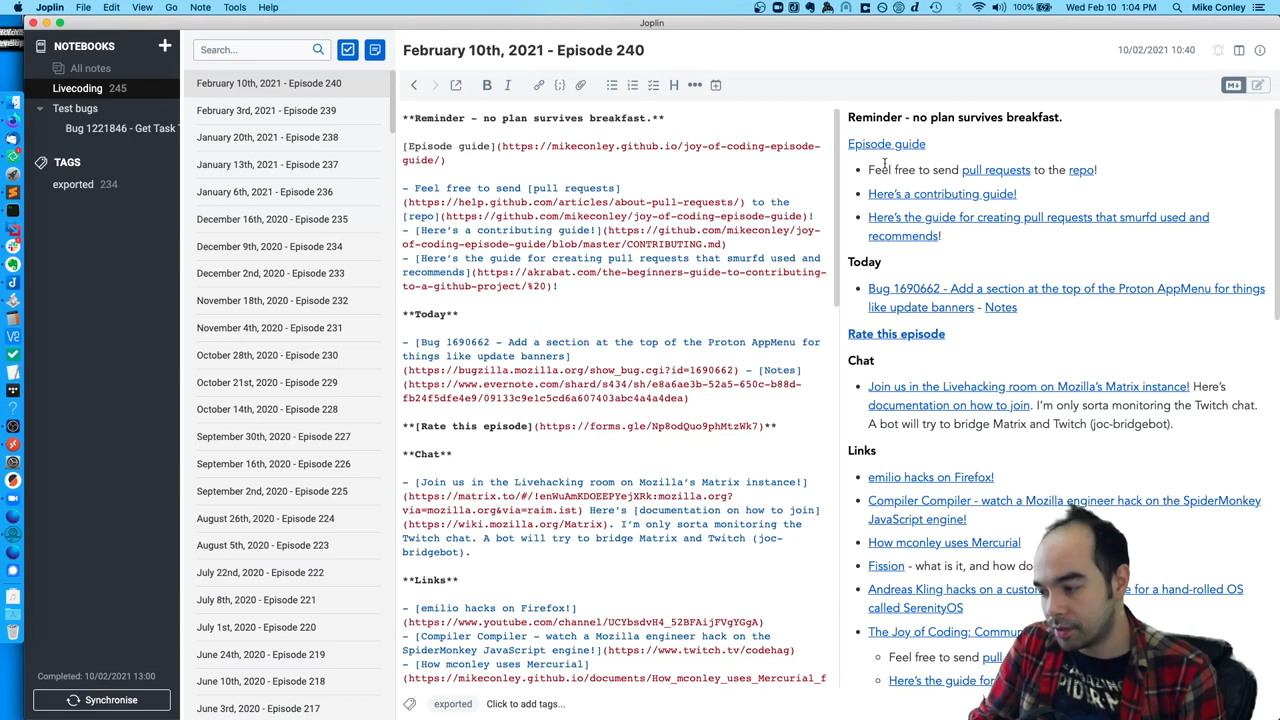 Joplin File Edit View Go Note Tools Help
100% Wed Feb 10 1:04 PM Mike Conley
Joplin
NOTEBOOKS
All notes
Livecoding 245
Test bugs
Bug 1221846 - Get Task
TAGS
exported 234
Completed: 10/02/2021 13:00
Synchronise
Search...
February 10th, 2021 - Episode 240
February 3rd, 2021 - Episode 239
January 20th, 2021 - Episode 238
January 13th, 2021 - Episode 237
January 6th, 2021 - Episode 236
December 16th, 2020 - Episode 235
December 9th, 2020 - Episode 234
December 2nd, 2020 - Episode 233
November 18th, 2020 - Episode 232
November 4th, 2020 - Episode 231
October 28th, 2020 - Episode 230
October 21st, 2020 - Episode 229
October 14th, 2020 - Episode 228
September 30th, 2020 - Episode 227
September 16th, 2020 - Episode 226
September 2nd, 2020 - Episode 225
August 26th, 2020 - Episode 224
August 5th, 2020 - Episode 223
July 22nd, 2020 - Episode 222
July 8th, 2020 - Episode 221
July 1st, 2020 - Episode 220
June 24th, 2020 - Episode 219
June 10th, 2020 - Episode 218
June 3rd, 2020 - Episode 217
February 10th, 2021 - Episode 240
10/02/2021 10:40
**Reminder - no plan survives breakfast.**
[Episode guide](https://mikeconley.github.io/joy-of-coding-episode-
guide/)
- Feel free to send [pull requests]
(https://help.github.com/articles/about-pull-requests/) to the
[repo](https://github.com/mikeconley/joy-of-coding-episode-guide)!
- [Here's a contributing guide!](https://github.com/mikeconley/joy-
of-coding-episode-guide/blob/master/CONTRIBUTING.md)
- [Here's the guide for creating pull requests that smurfd used and
recommends](https://akrabat.com/the-beginners-guide-to-contributing-
to-a-github-project/%20)!
**Today**
- [Bug 1690662 - Add a section at the top of the Proton AppMenu for
things like update banners]
(https://bugzilla.mozilla.org/show_bug.cgi?id=1690662) - [Notes]
(https://www.evernote.com/shard/s434/sh/e8a6ae3b-52a5-650c-b88d-
fb24f5dfe4e9/09133c9e1c5cd6a607403abc4a4a4dea)
**[Rate this episode](https://forms.gle/Np8odQuo9phMtzWk7)**
**Chat**
- [Join us in the Livehacking room on Mozilla's Matrix instance!]
(https://matrix.to/#/!enWuAmKDOEEPYejXRk:mozilla.org?
via=mozilla.org&via=raim.ist) Here's [documentation on how to join]
(https://wiki.mozilla.org/Matrix). I'm only sorta monitoring the
Twitch chat. A bot will try to bridge Matrix and Twitch (joc-
bridgebot).
**Links**
- [emilio hacks on Firefox!]
(https://www.youtube.com/channel/UCYbsdvH4_52BFAijFVgYGgA)
- [Compiler Compiler - watch a Mozilla engineer hack on the
SpiderMonkey JavaScript engine!](https://www.twitch.tv/codehag)
- [How mconley uses Mercurial]
(https://mikeconley.github.io/documents/How_mconley_uses_Mercurial_f
Reminder - no plan survives breakfast.
Episode guide
Feel free to send pull requests to the repo!
Here's a contributing guide!
Here's the guide for creating pull requests that smurfd used and
recommends!
Today
Bug 1690662 - Add a section at the top of the Proton AppMenu for things
like update banners - Notes
Rate this episode
Chat
Join us in the Livehacking room on Mozilla's Matrix instance! Here's
documentation on how to join. I'm only sorta monitoring the Twitch chat.
A bot will try to bridge Matrix and Twitch (joc-bridgebot).
Links
emilio hacks on Firefox!
Compiler Compiler - watch a Mozilla engineer hack on the SpiderMonkey
JavaScript engine!
How mconley uses Mercurial
Fission - what is it, and how do
Andreas Kling hacks on a custo e for a hand-rolled OS
called SerenityOS
The Joy of Coding: Commun
Feel free to send pull
Here's the guide for
exported Click to add tags...